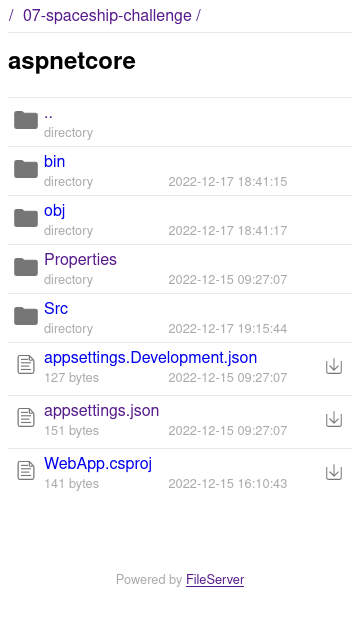 / 07-spaceship-challenge /
aspnetcore
..
directory
bin
directory 2022-12-17 18:41:15
obj
directory 2022-12-17 18:41:17
Properties
directory 2022-12-15 09:27:07
Src
directory 2022-12-17 19:15:44
appsettings.Development.json
127 bytes 2022-12-15 09:27:07
appsettings.json
151 bytes 2022-12-15 09:27:07
WebApp.csproj
141 bytes 2022-12-15 16:10:43
Powered by FileServer